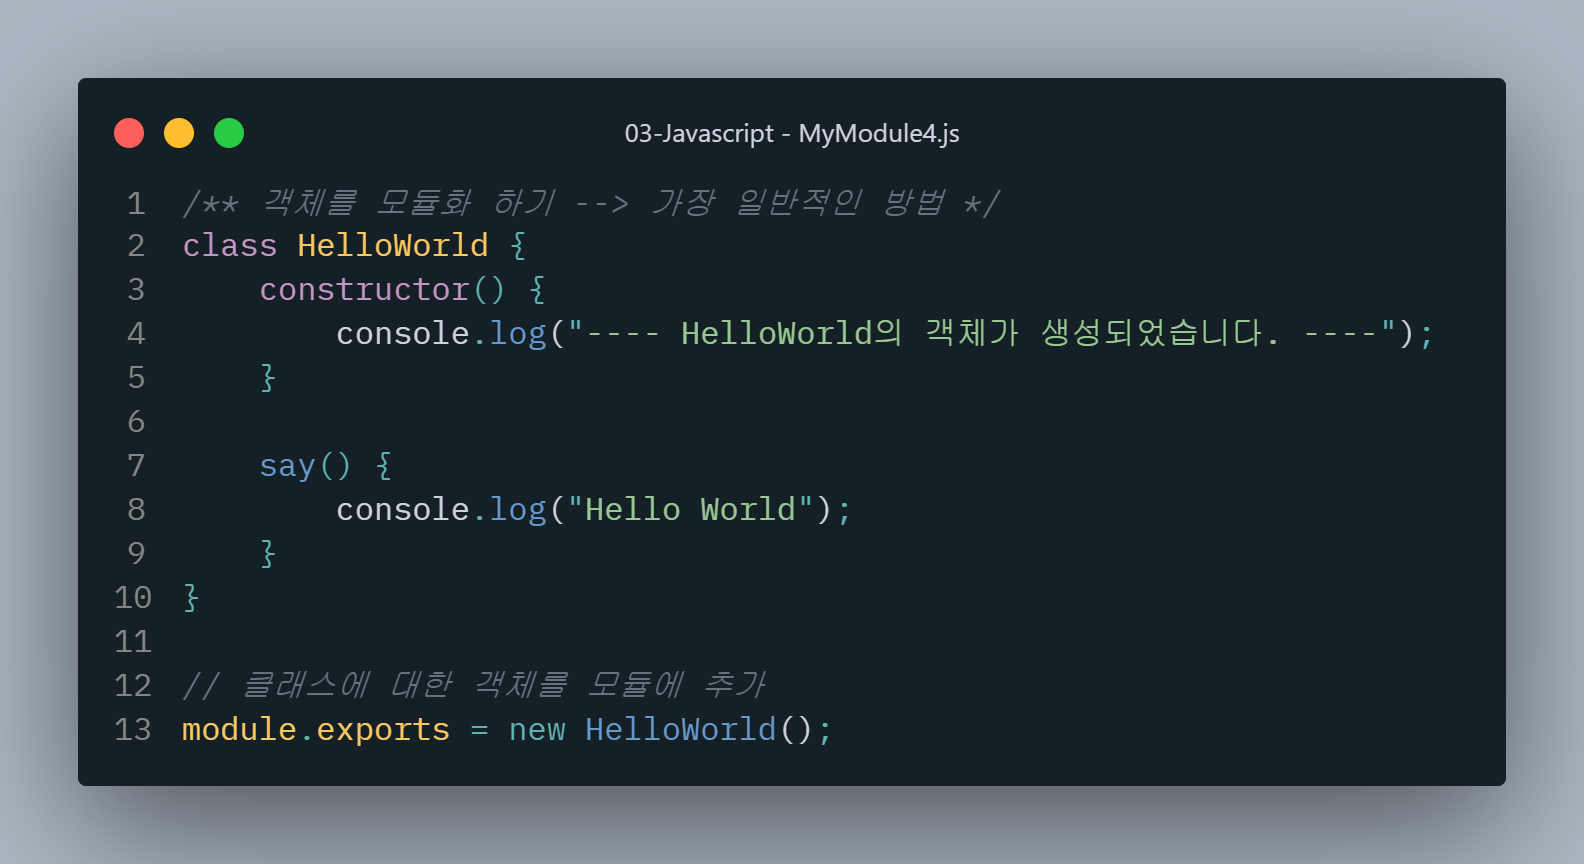 03-Javascript - MyModule4.js
1 /** 객체를 모듈화 하기 --> 가장 일반적인 방법 */
2 class HelloWorld {
3     constructor() {
4         console.log("---- HelloWorld의 객체가 생성되었습니다. ----");
5     }
6
7     say() {
8         console.log("Hello World");
9     }
10 }
11
12 // 클래스에 대한 객체를 모듈에 추가
13 module.exports = new HelloWorld();